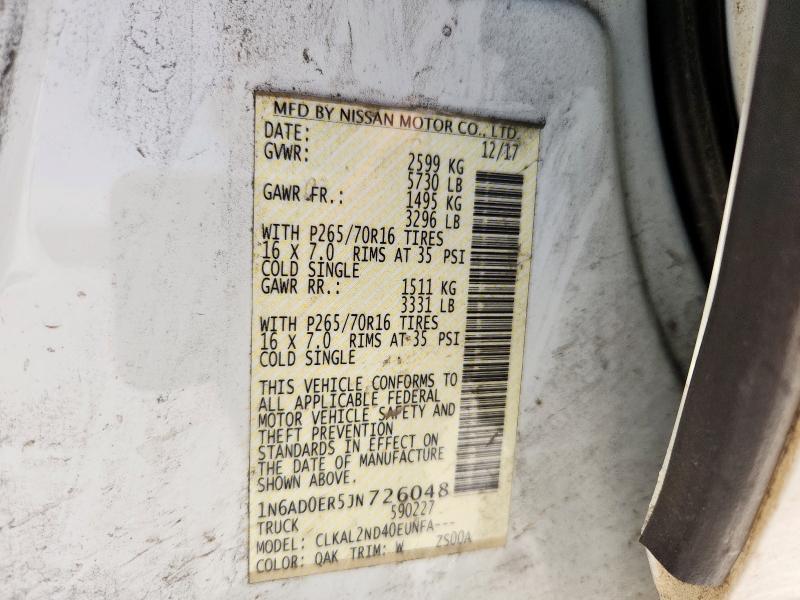 MFD BY NISSAN MOTOR CO., LTD.
DATE: 12/17
GVWR: 2599 KG
5730 LB
GAWR FR.: 1495 KG
3296 LB
WITH P265/70R16 TIRES
16 X 7.0 RIMS AT 35 PSI
COLD SINGLE
GAWR RR.: 1511 KG
3331 LB
WITH P265/70R16 TIRES
16 X 7.0 RIMS AT 35 PSI
COLD SINGLE
THIS VEHICLE CONFORMS TO
ALL APPLICABLE FEDERAL
MOTOR VEHICLE SAFETY AND
THEFT PREVENTION
STANDARDS IN EFFECT ON
THE DATE OF MANUFACTURE
SHOWN ABOVE.
1N6AD0ER5JN726048
TRUCK 590227
MODEL: CLKAL2ND40EUNFA---
COLOR: QAK TRIM: W ZS00A